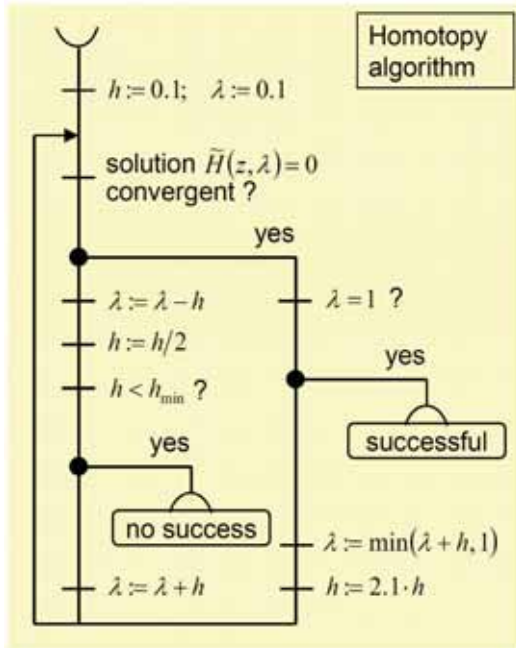 Homotopy
algorithm
h := 0.1;   λ := 0.1
solution H̃(z, λ) = 0
convergent ?
yes
λ := λ − h
λ = 1 ?
h := h/2
yes
h < h_min ?
successful
yes
no success
λ := min(λ + h, 1)
λ := λ + h
h := 2.1 · h